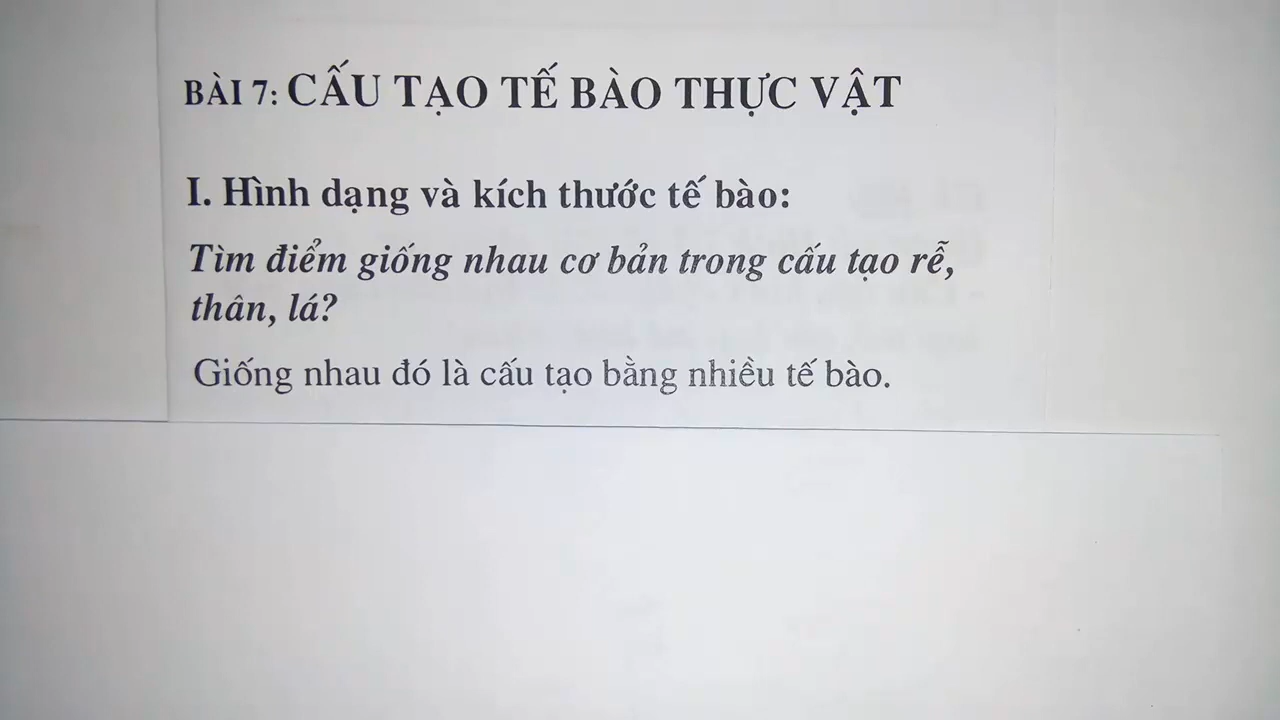 BÀI 7: CẤU TẠO TẾ BÀO THỰC VẬT
I. Hình dạng và kích thước tế bào:
Tìm điểm giống nhau cơ bản trong cấu tạo rễ,
thân, lá?
Giống nhau đó là cấu tạo bằng nhiều tế bào.